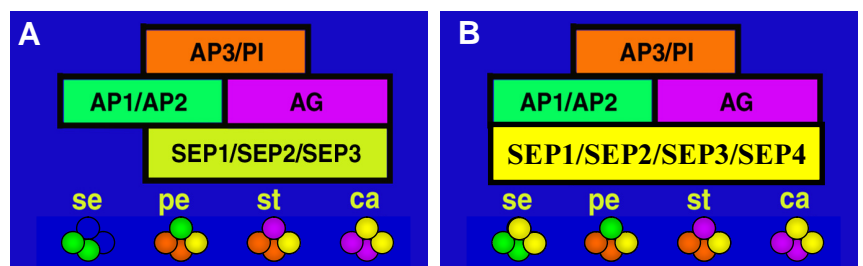 A
AP3/PI
AP1/AP2 AG
SEP1/SEP2/SEP3
se pe st ca
B
AP3/PI
AP1/AP2 AG
SEP1/SEP2/SEP3/SEP4
se pe st ca